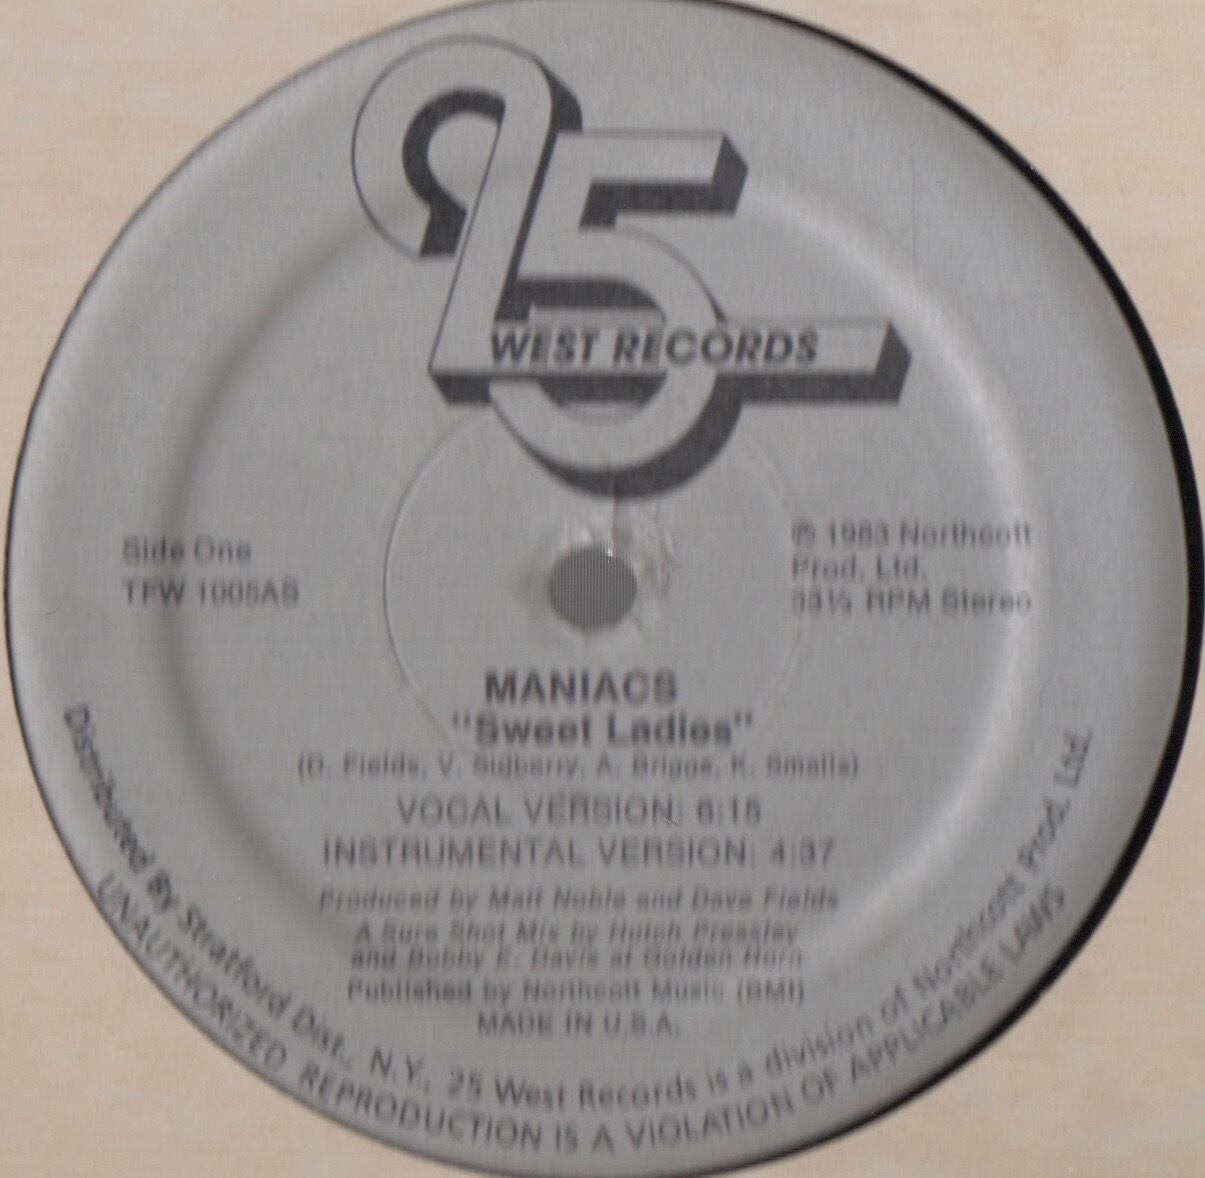 25
WEST RECORDS
Side One
TFW 1005AS
℗ 1983 Northcott
Prod. Ltd.
33⅓ RPM Stereo
MANIACS
"Sweet Ladies"
(D. Fields, V. Sidberry, A. Briggs, K. Smalls)
VOCAL VERSION: 6:15
INSTRUMENTAL VERSION: 4:37
Produced by Matt Noble and Dave Fields
A Sure Shot Mix by Hutch Pressley
and Bobby E. Davis at Golden Horn
Published by Northcott Music (BMI)
MADE IN U.S.A.
Distributed By Stratford Dist., N.Y., 25 West Records is a division of Northcott Prod. Ltd.
UNAUTHORIZED REPRODUCTION IS A VIOLATION OF APPLICABLE LAWS